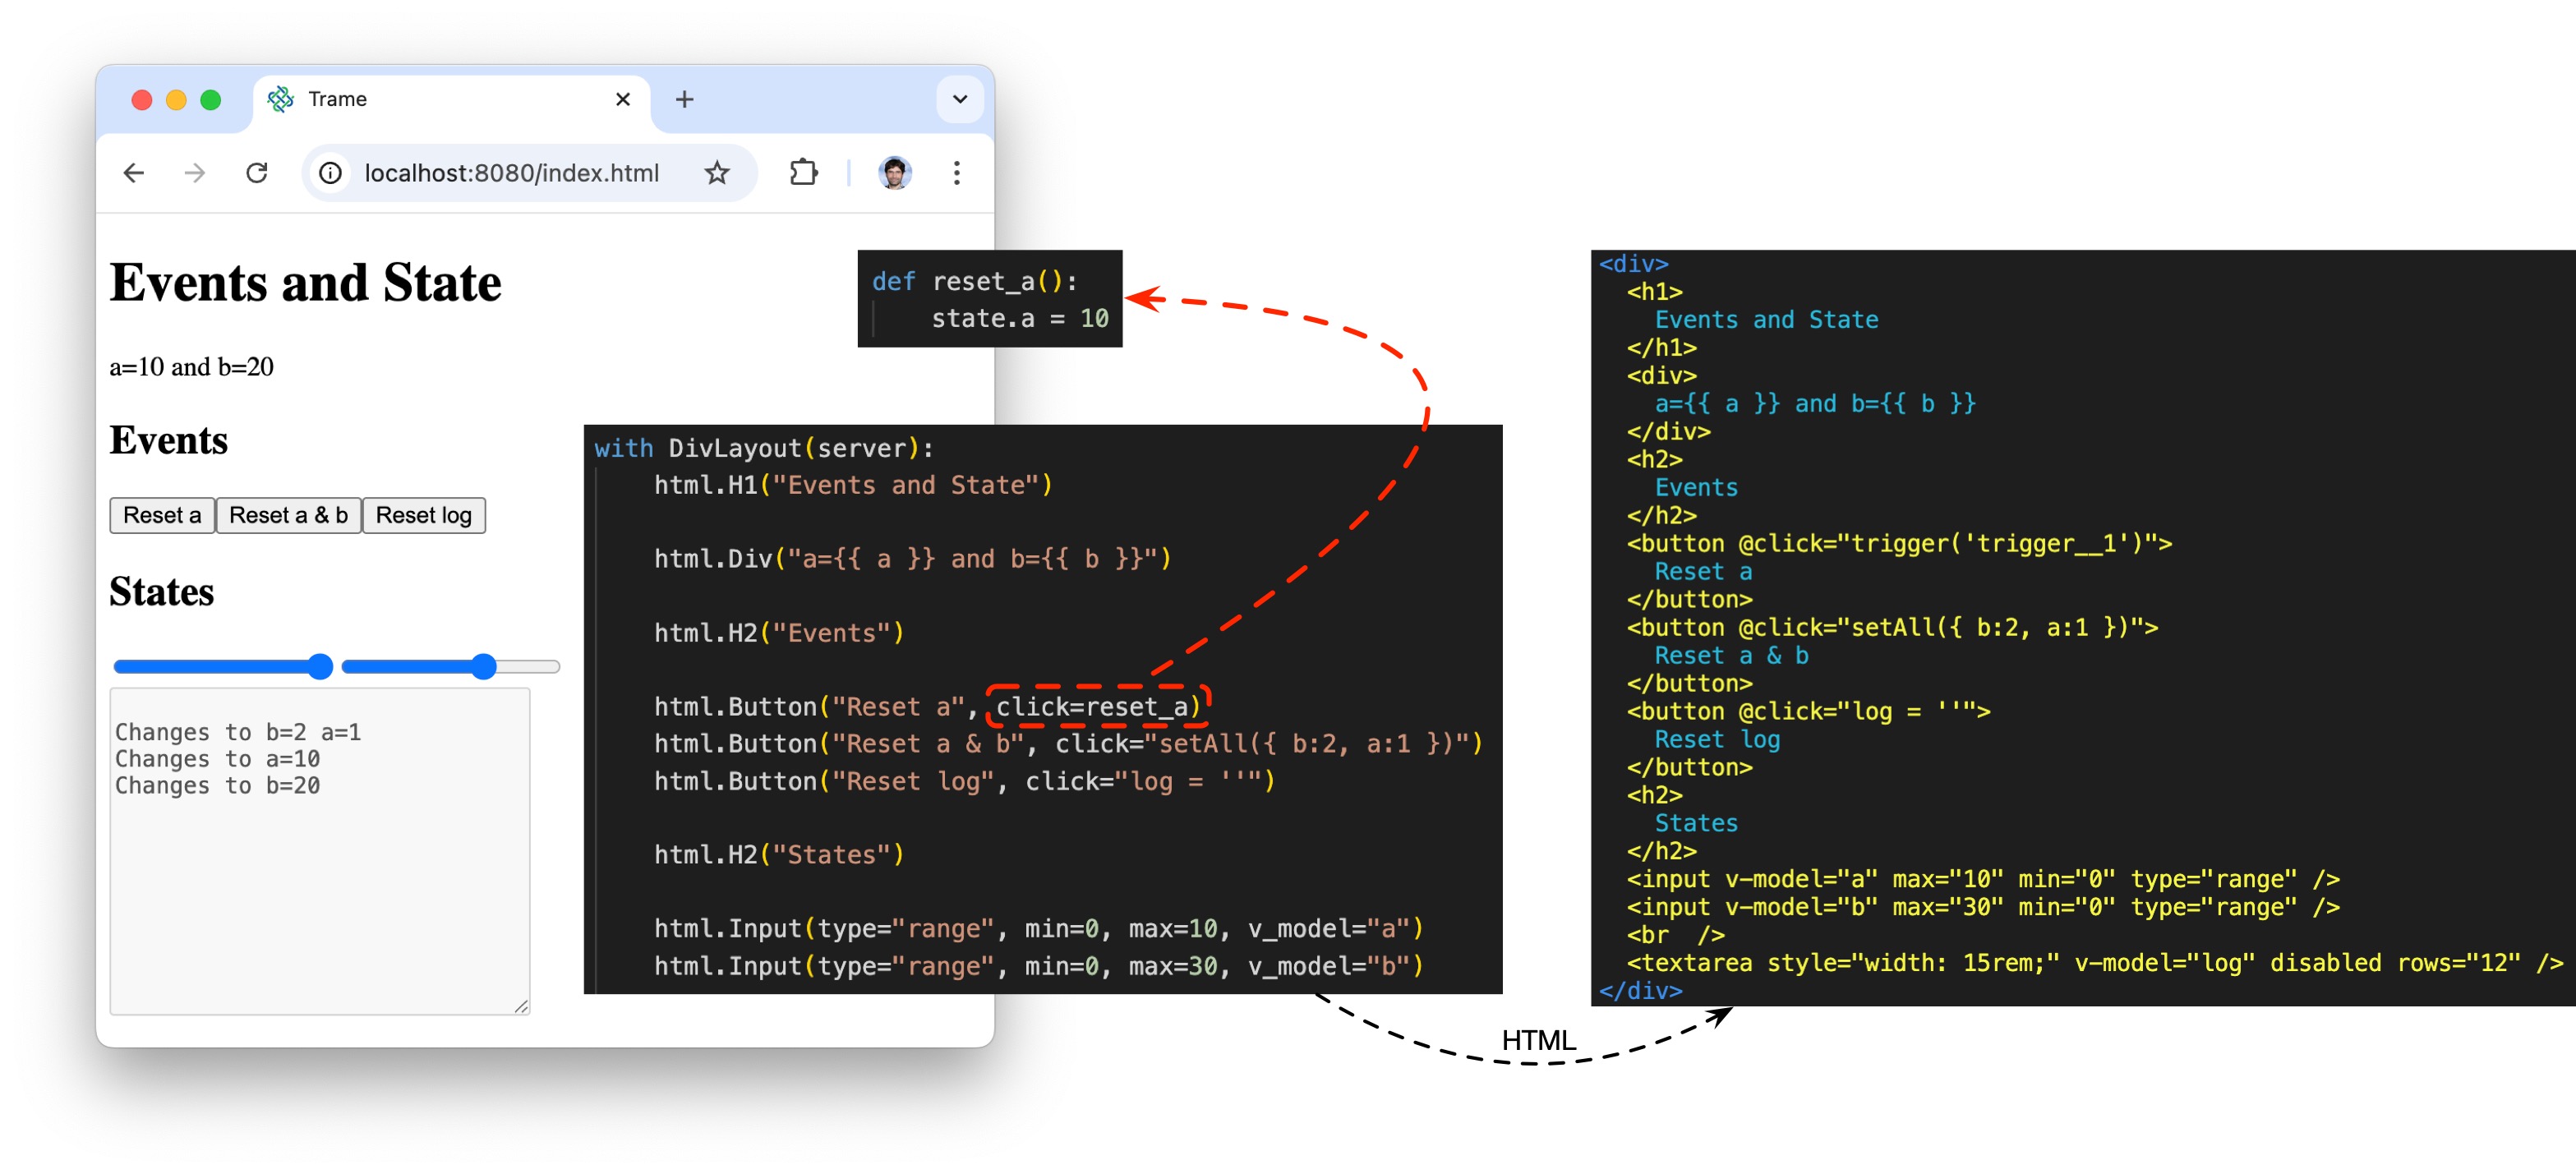 Trame
localhost:8080/index.html
Events and State
a=10 and b=20
Events
Reset a
Reset a & b
Reset log
States
Changes to b=2 a=1
Changes to a=10
Changes to b=20
def reset_a():
    state.a = 10
with DivLayout(server):
    html.H1("Events and State")
    html.Div("a={{ a }} and b={{ b }}")
    html.H2("Events")
    html.Button("Reset a", click=reset_a)
    html.Button("Reset a & b", click="setAll({ b:2, a:1 })")
    html.Button("Reset log", click="log = ''")
    html.H2("States")
    html.Input(type="range", min=0, max=10, v_model="a")
    html.Input(type="range", min=0, max=30, v_model="b")
HTML
<div>
  <h1>
    Events and State
  </h1>
  <div>
    a={{ a }} and b={{ b }}
  </div>
  <h2>
    Events
  </h2>
  <button @click="trigger('trigger__1')">
    Reset a
  </button>
  <button @click="setAll({ b:2, a:1 })">
    Reset a & b
  </button>
  <button @click="log = ''">
    Reset log
  </button>
  <h2>
    States
  </h2>
  <input v-model="a" max="10" min="0" type="range" />
  <input v-model="b" max="30" min="0" type="range" />
  <br  />
  <textarea style="width: 15rem;" v-model="log" disabled rows="12" />
</div>